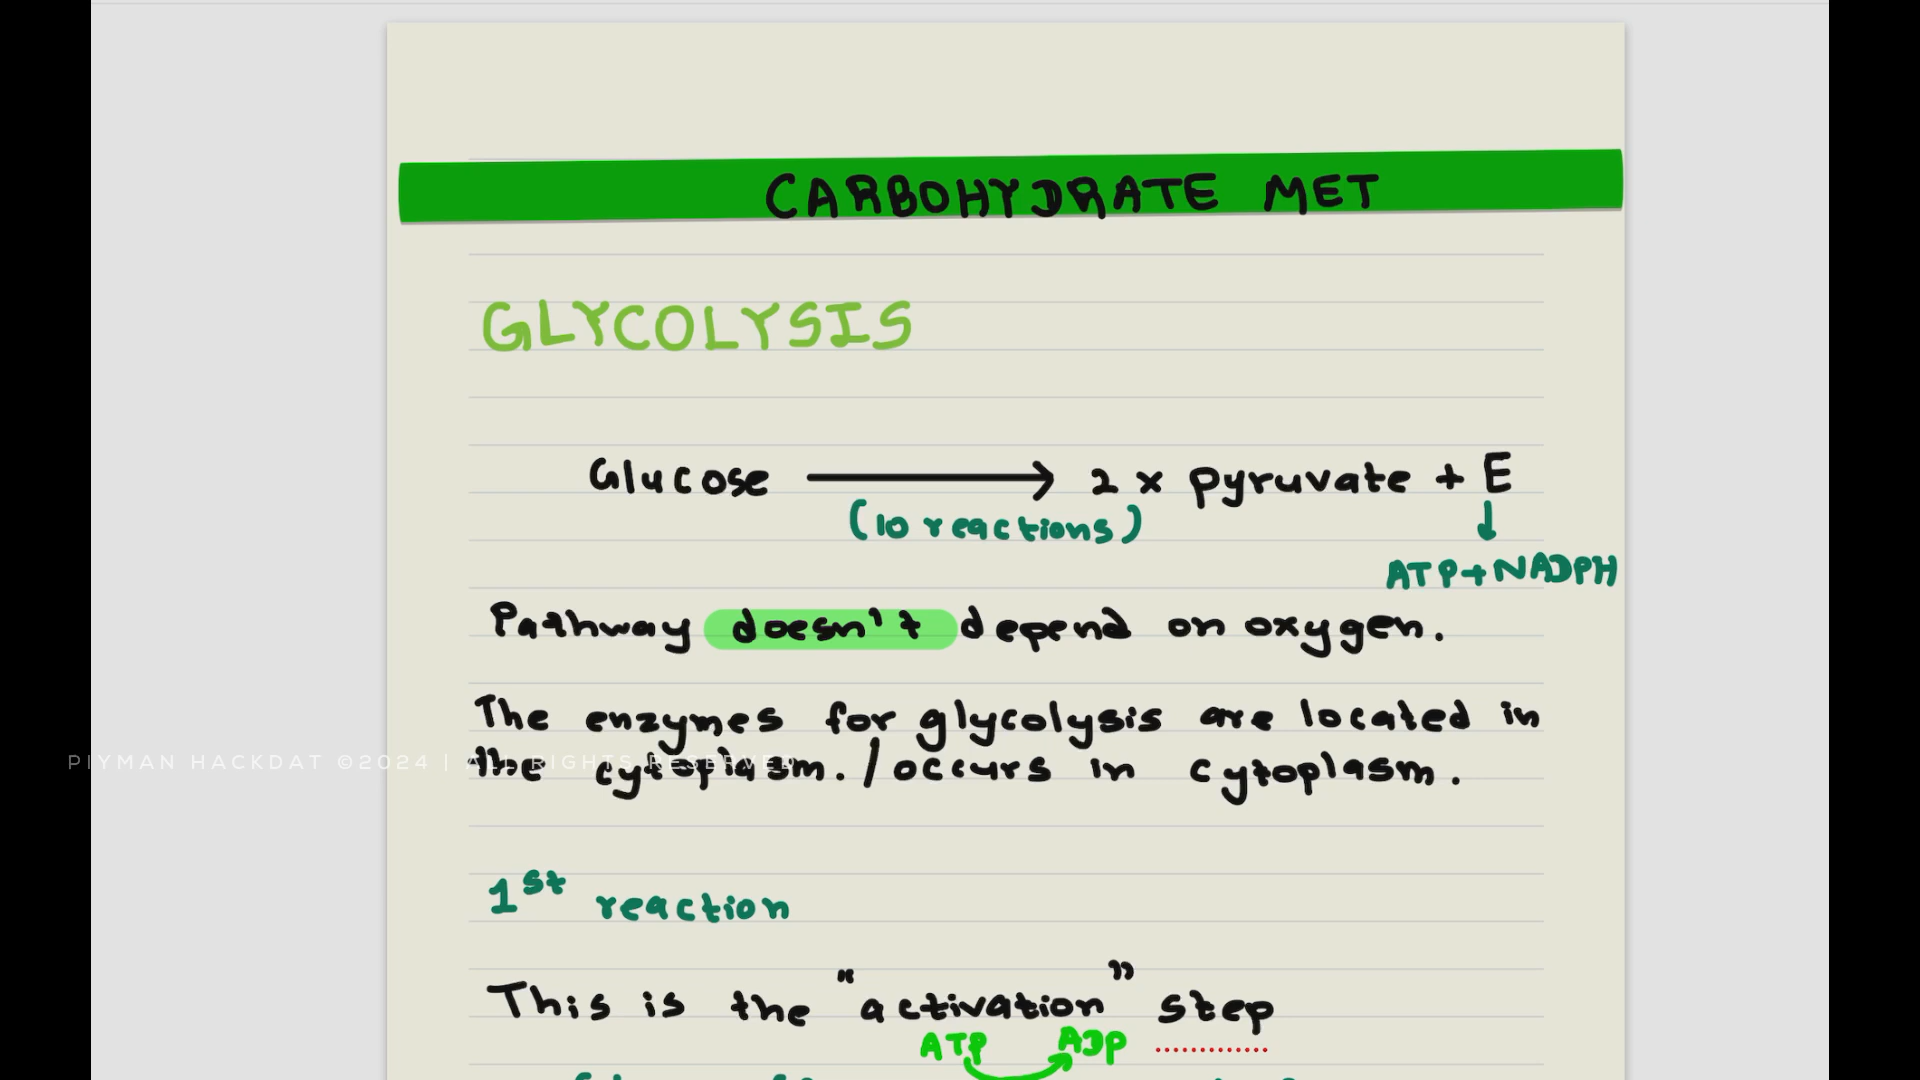 CARBOHYDRATE MET
GLYCOLYSIS
Glucose ⟶ 2 x pyruvate + E
(10 reactions)
↓
ATP+NADPH
Pathway doesn't depend on oxygen.
The enzymes for glycolysis are located in
the cytoplasm. / occurs in cytoplasm.
PIYMAN HACKDAT ©2024 | ALL RIGHTS RESERVED
1st reaction
This is the "activation" step
ATP ADP